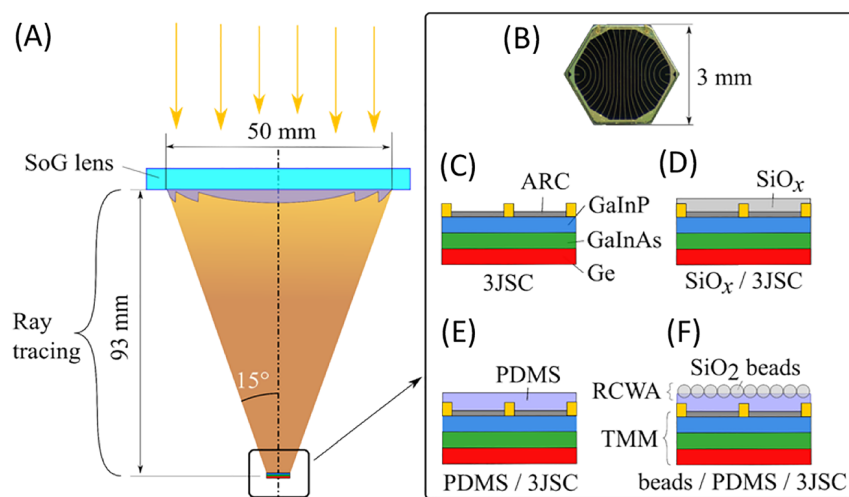 (A)
50 mm
SoG lens
Ray
tracing
93 mm
15°
(B)
3 mm
(C)
ARC
GaInP
GaInAs
Ge
3JSC
(D)
SiOx
SiOx / 3JSC
(E)
PDMS
PDMS / 3JSC
(F)
SiO2 beads
RCWA
TMM
beads / PDMS / 3JSC